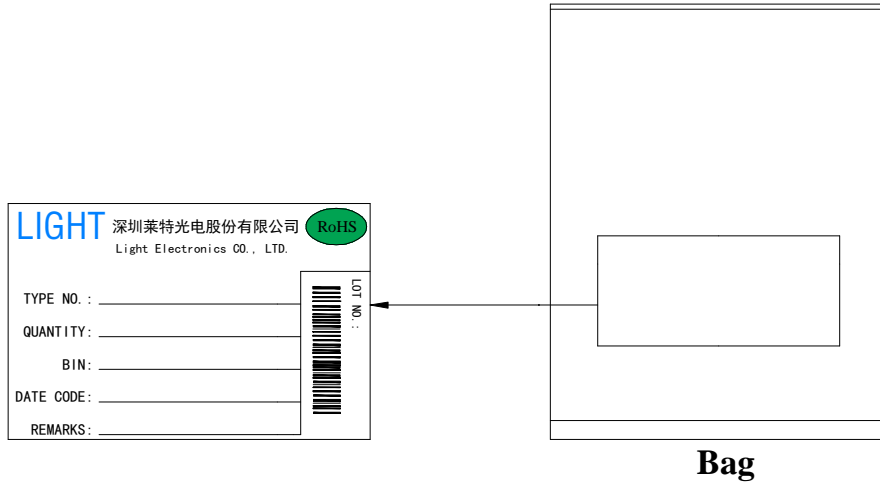 LIGHT 深圳莱特光电股份有限公司 RoHS
Light Electronics CO., LTD.
LOT NO.:
TYPE NO.:
QUANTITY:
BIN:
DATE CODE:
REMARKS:
Bag